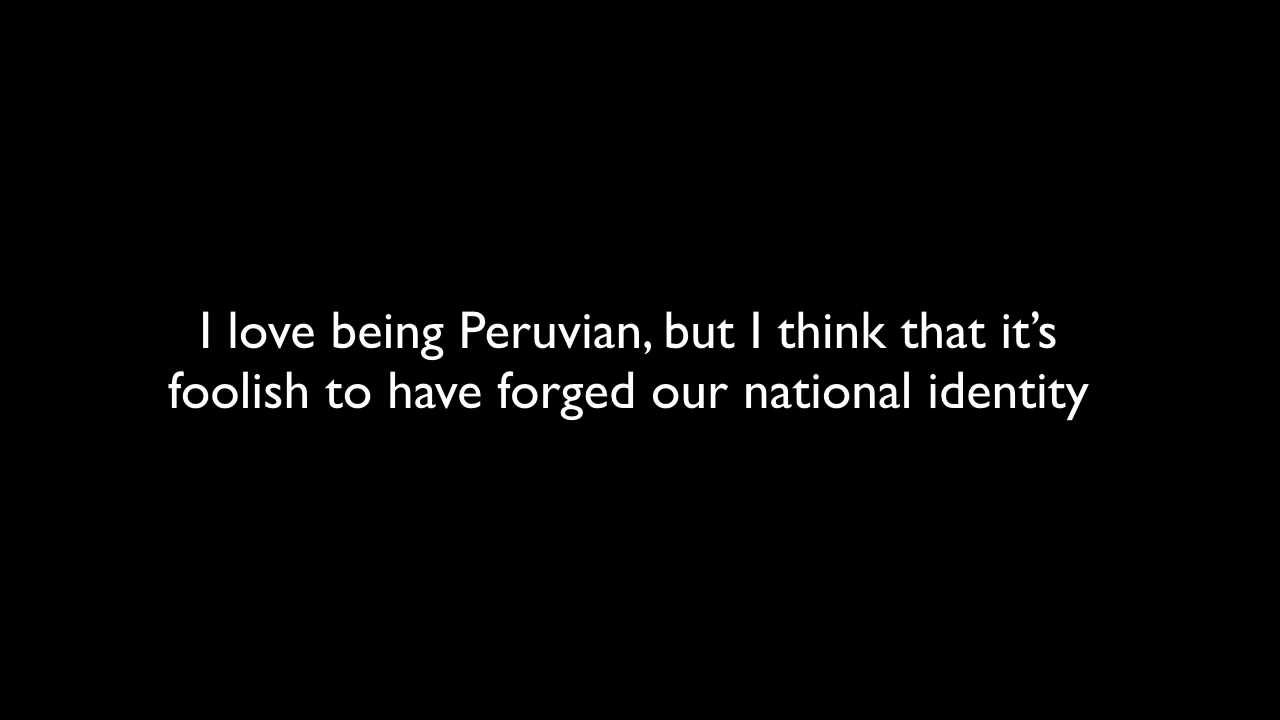 I love being Peruvian, but I think that it’s
foolish to have forged our national identity